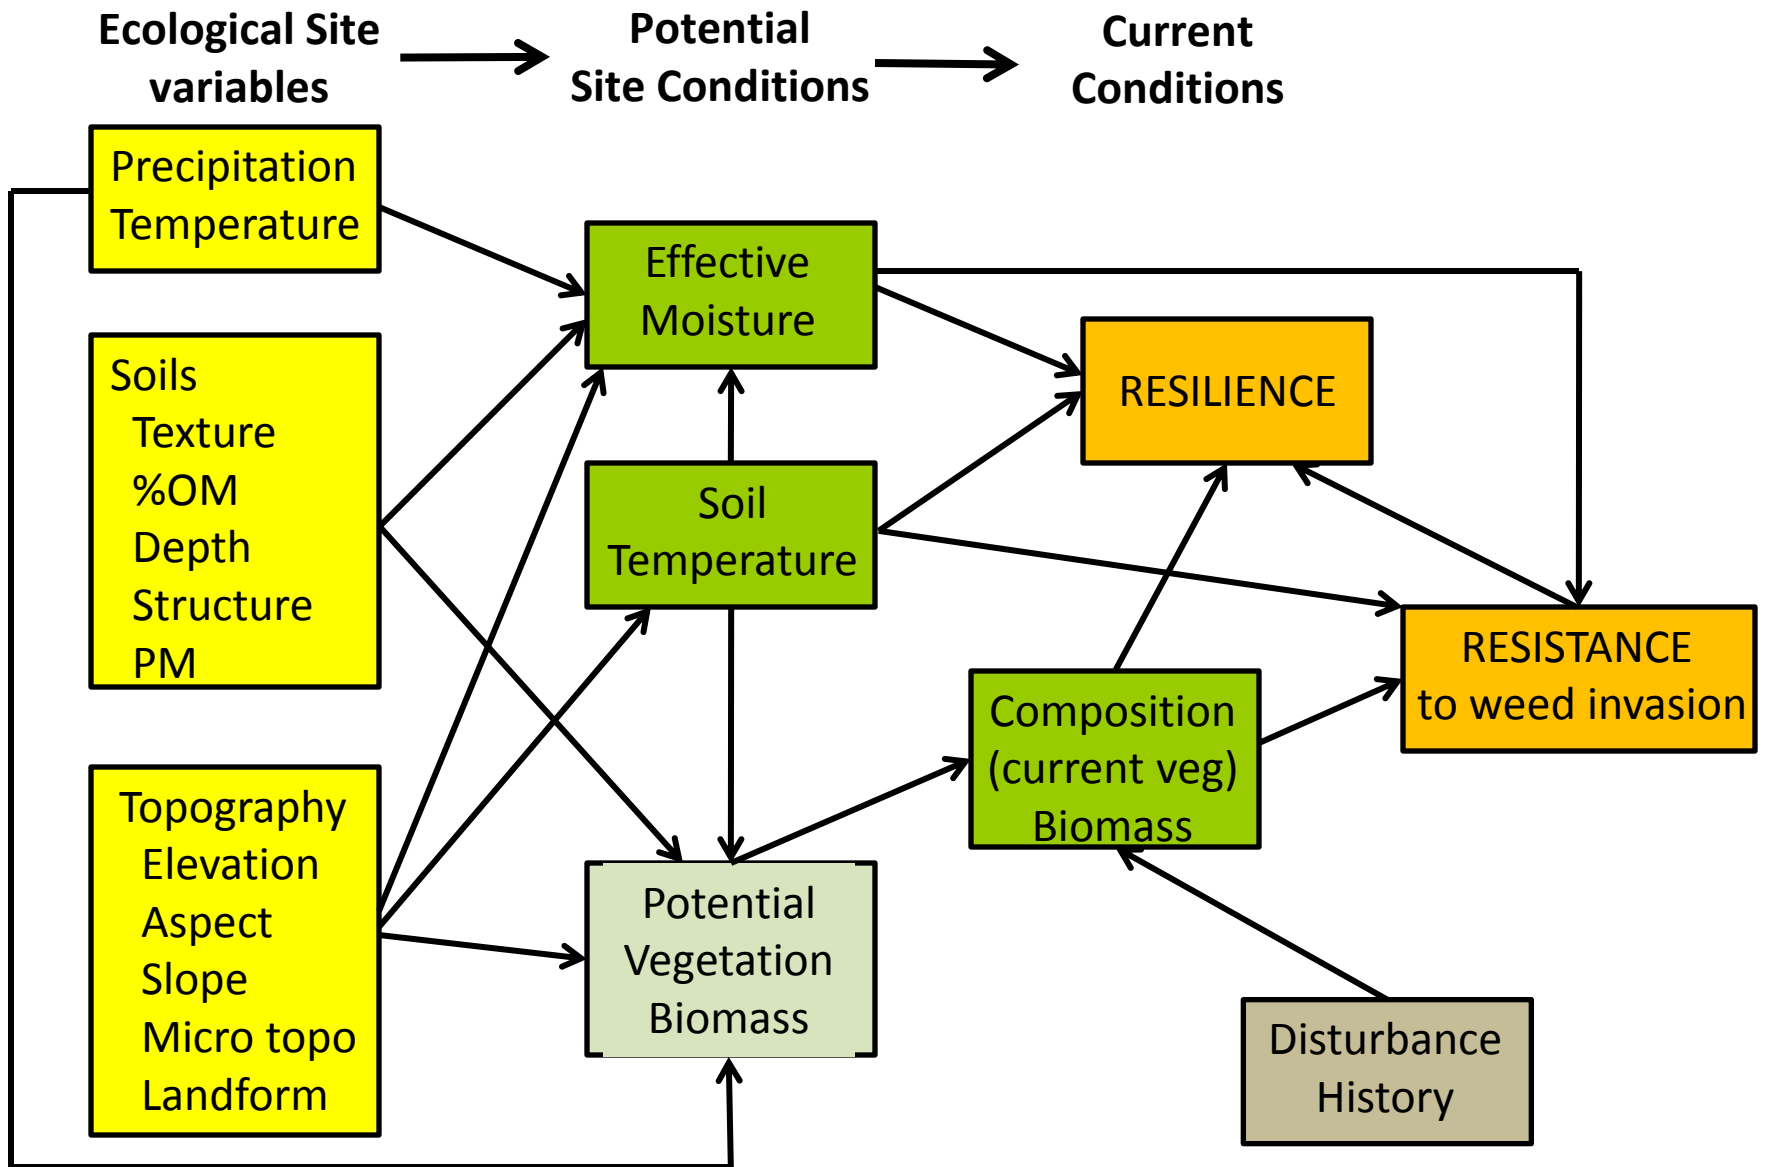 Ecological Site
variables
Potential
Site Conditions
Current
Conditions
Precipitation
Temperature
Soils
Texture
%OM
Depth
Structure
PM
Topography
Elevation
Aspect
Slope
Micro topo
Landform
Effective
Moisture
Soil
Temperature
Potential
Vegetation
Biomass
RESILIENCE
Composition
(current veg)
Biomass
RESISTANCE
to weed invasion
Disturbance
History